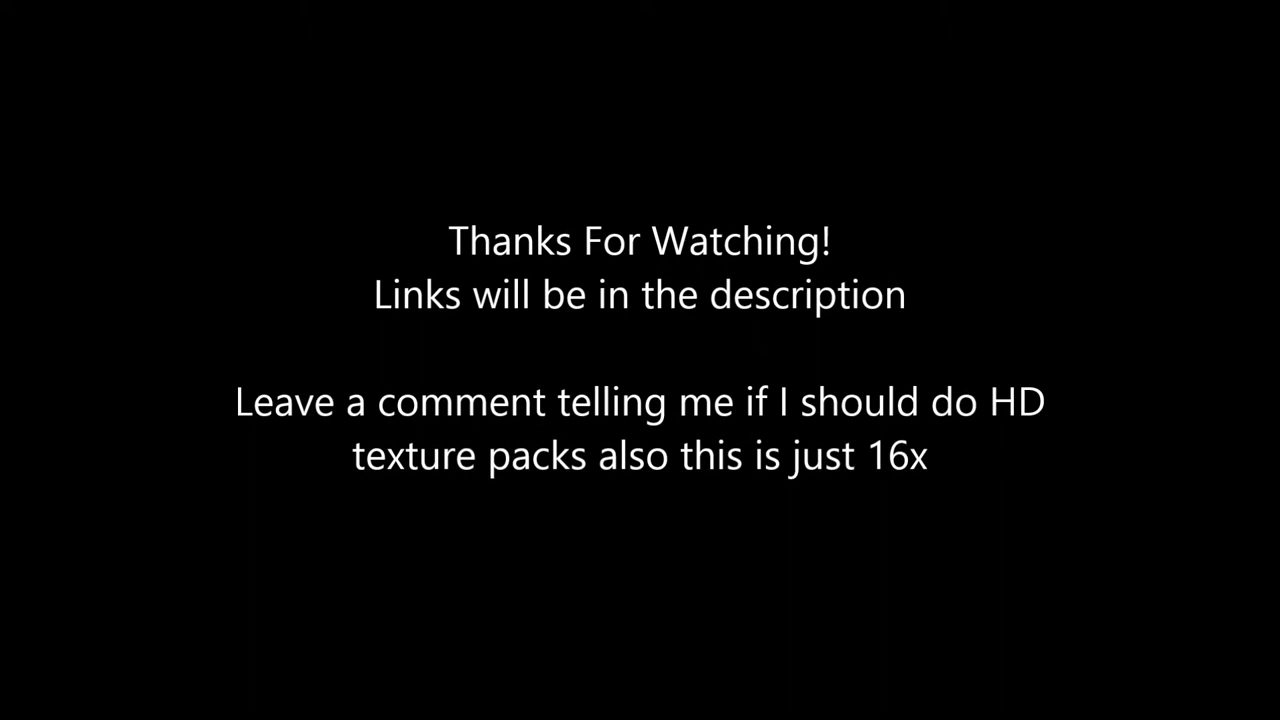 Thanks For Watching!
Links will be in the description
Leave a comment telling me if I should do HD
texture packs also this is just 16x